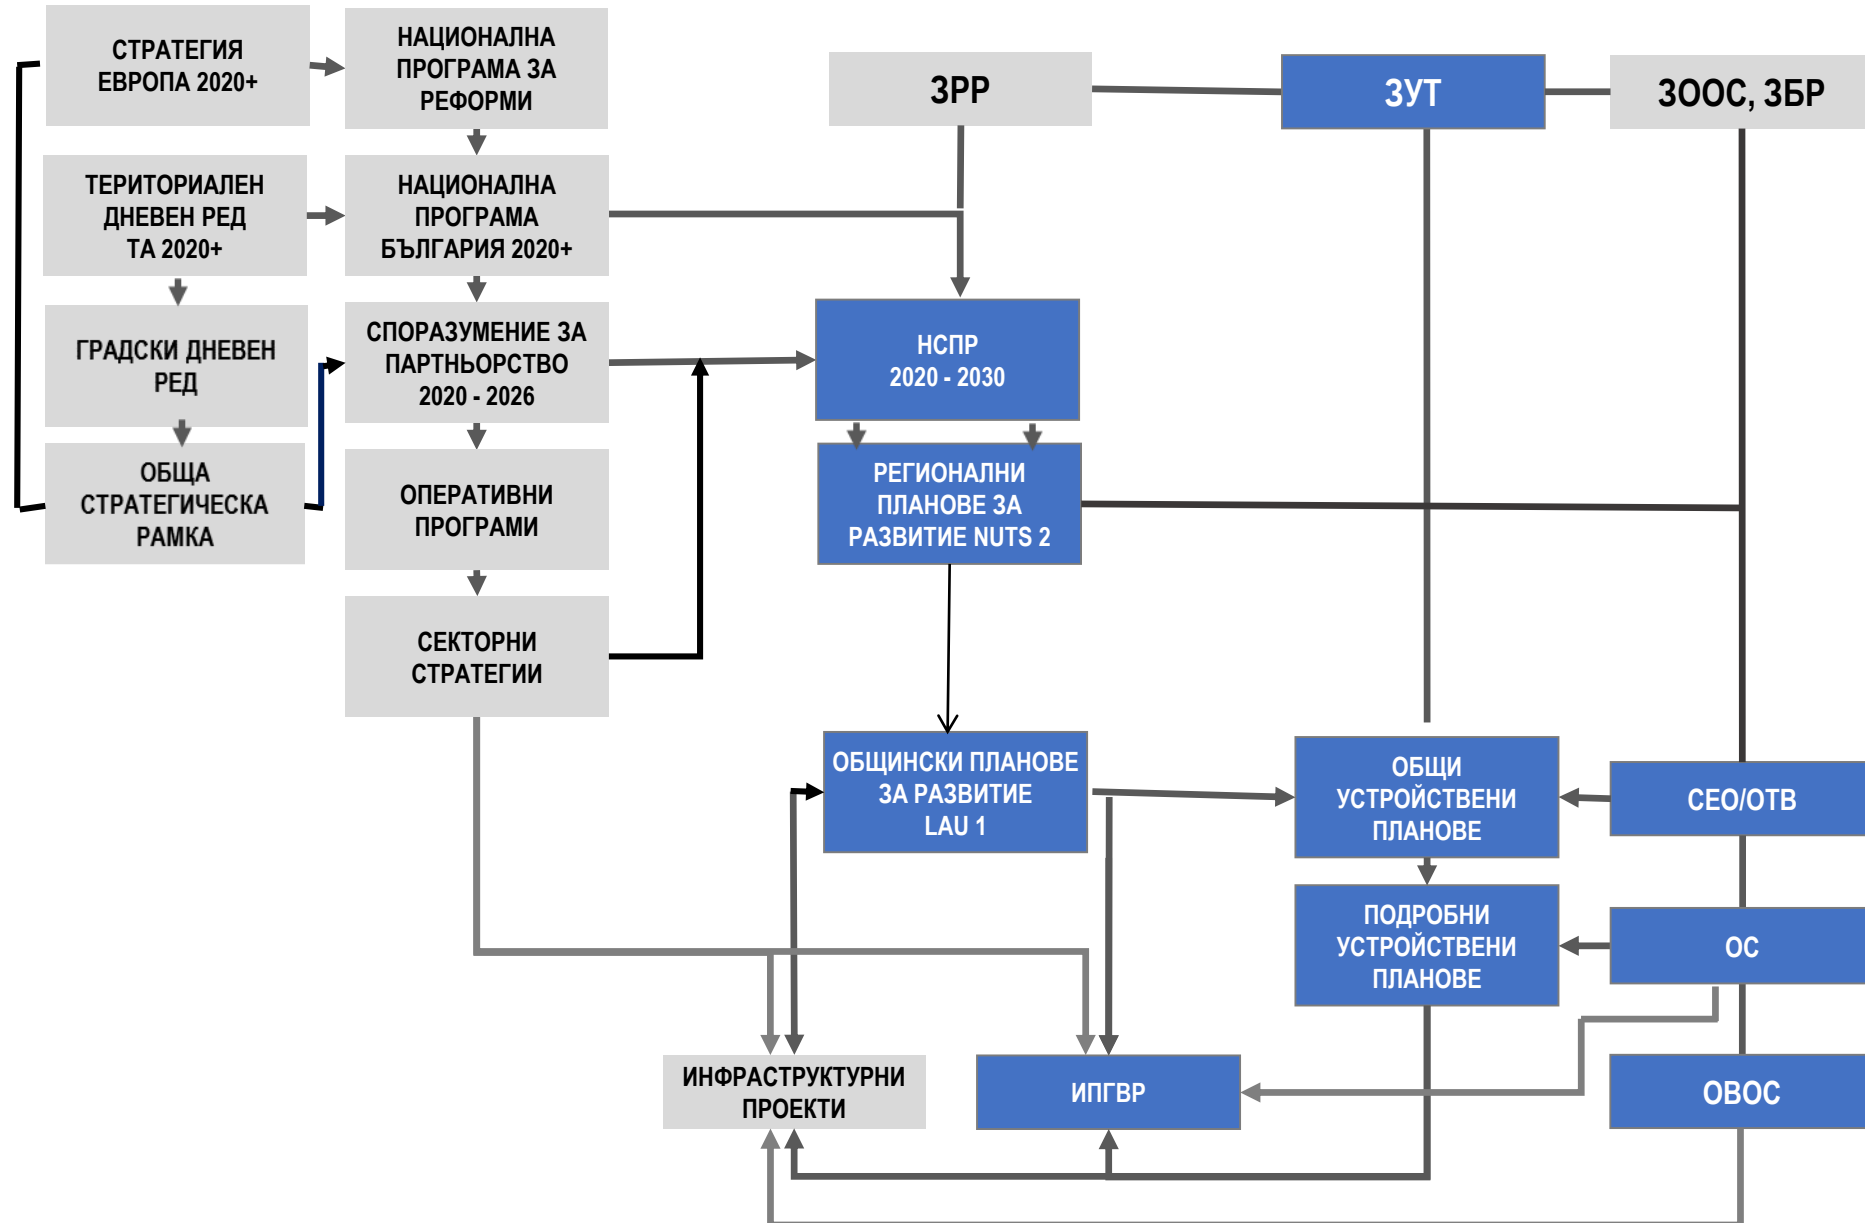 СТРАТЕГИЯ
ЕВРОПА 2020+
НАЦИОНАЛНА
ПРОГРАМА ЗА
РЕФОРМИ
ЗРР
ЗУТ
ЗООС, ЗБР
ТЕРИТОРИАЛЕН
ДНЕВЕН РЕД
ТА 2020+
НАЦИОНАЛНА
ПРОГРАМА
БЪЛГАРИЯ 2020+
ГРАДСКИ ДНЕВЕН
РЕД
СПОРАЗУМЕНИЕ ЗА
ПАРТНЬОРСТВО
2020 - 2026
НСПР
2020 - 2030
ОБЩА
СТРАТЕГИЧЕСКА
РАМКА
ОПЕРАТИВНИ
ПРОГРАМИ
РЕГИОНАЛНИ
ПЛАНОВЕ ЗА
РАЗВИТИЕ NUTS 2
СЕКТОРНИ
СТРАТЕГИИ
ОБЩИНСКИ ПЛАНОВЕ
ЗА РАЗВИТИЕ
LAU 1
ОБЩИ
УСТРОЙСТВЕНИ
ПЛАНОВЕ
СЕО/ОТВ
ПОДРОБНИ
УСТРОЙСТВЕНИ
ПЛАНОВЕ
ОС
ИНФРАСТРУКТУРНИ
ПРОЕКТИ
ИПГВР
ОВОС